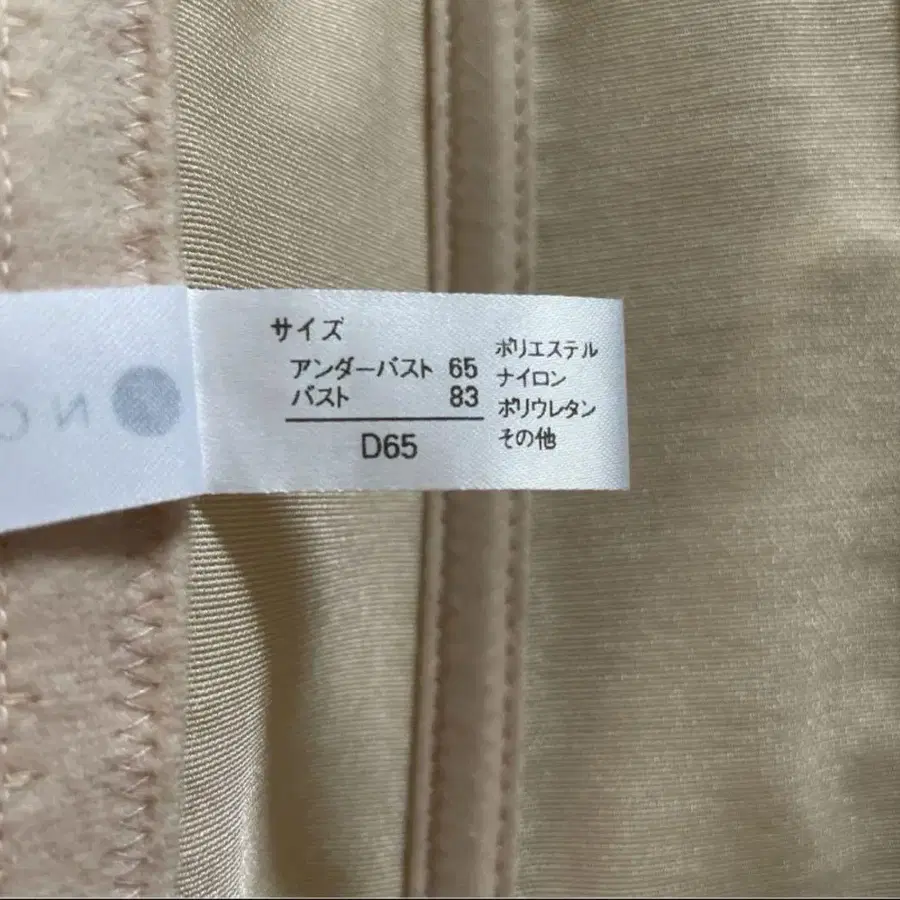 サイズ
アンダーバスト 65
バスト 83
D65
ポリエステル
ナイロン
ポリウレタン
その他